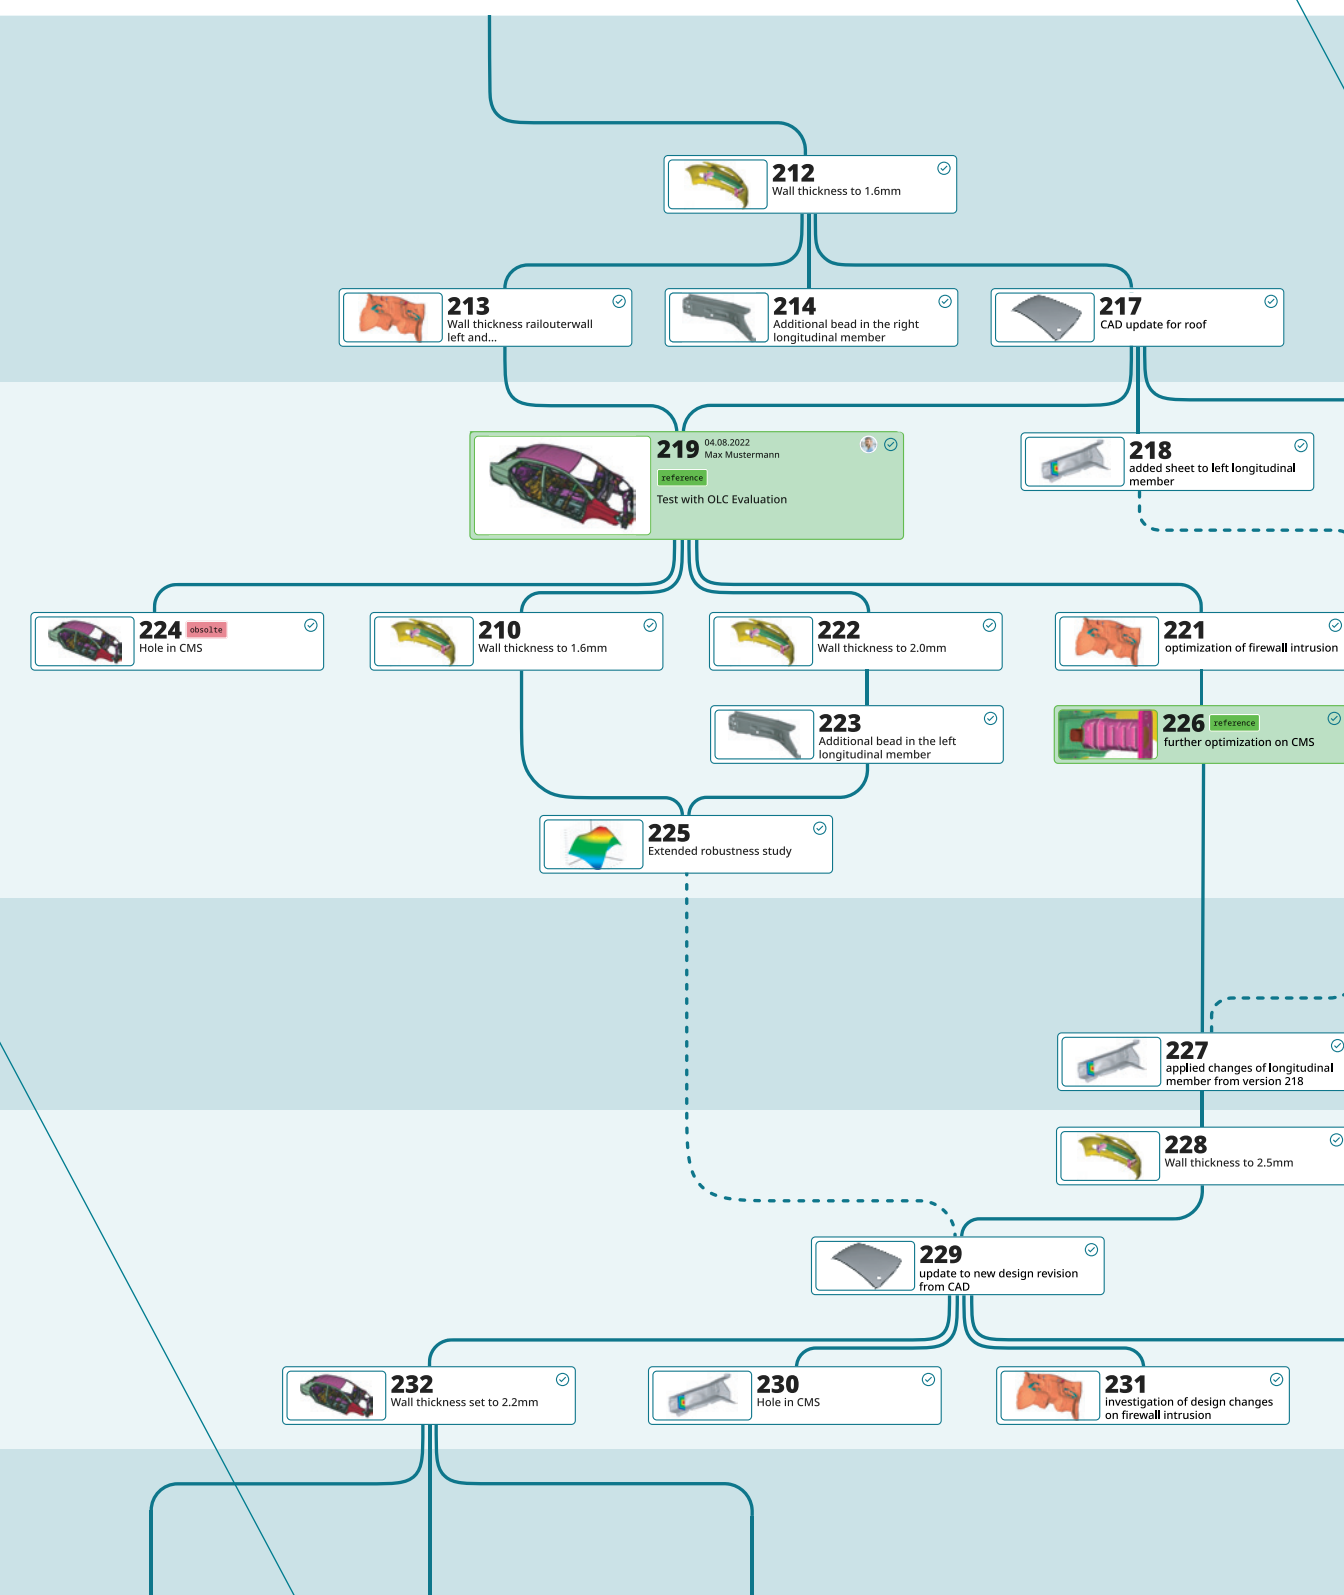 212
Wall thickness to 1.6mm
213
Wall thickness railouterwall
left and...
214
Additional bead in the right
longitudinal member
217
CAD update for roof
219 04.08.2022
Max Mustermann
reference
Test with OLC Evaluation
218
added sheet to left longitudinal
member
224 obsolte
Hole in CMS
210
Wall thickness to 1.6mm
222
Wall thickness to 2.0mm
221
optimization of firewall intrusion
223
Additional bead in the left
longitudinal member
226 reference
further optimization on CMS
225
Extended robustness study
227
applied changes of longitudinal
member from version 218
228
Wall thickness to 2.5mm
229
update to new design revision
from CAD
232
Wall thickness set to 2.2mm
230
Hole in CMS
231
investigation of design changes
on firewall intrusion